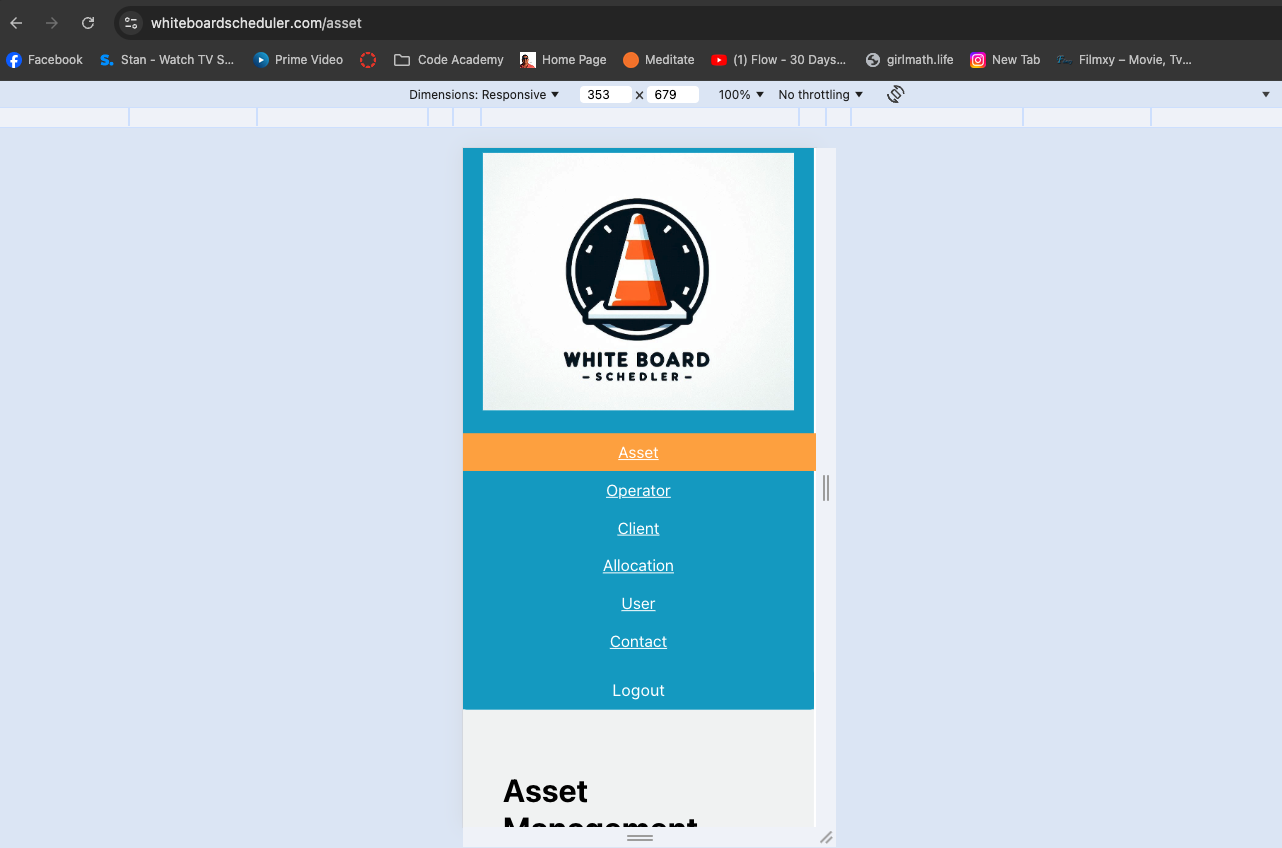 whiteboardscheduler.com/asset
Facebook Stan - Watch TV S... Prime Video Code Academy Home Page Meditate (1) Flow - 30 Days... girlmath.life New Tab Filmxy – Movie, Tv...
Dimensions: Responsive 353 × 679 100% No throttling
WHITE BOARD
- SCHEDLER -
Asset
Operator
Client
Allocation
User
Contact
Logout
Asset
Management